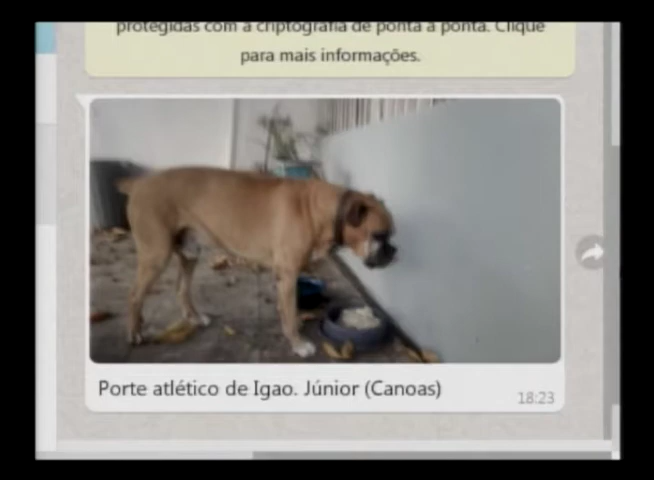 protegidas com a criptografia de ponta a ponta. Clique
para mais informações.
Porte atlético de Igao. Júnior (Canoas)
18:23